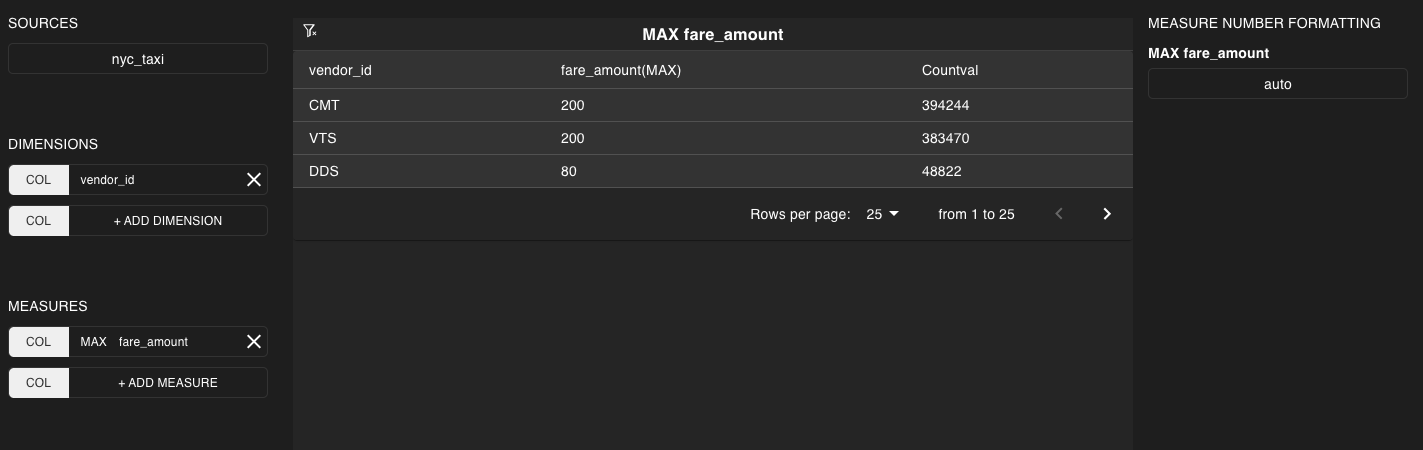 SOURCES
nyc_taxi
DIMENSIONS
COL vendor_id
COL + ADD DIMENSION
MEASURES
COL MAX fare_amount
COL + ADD MEASURE
MAX fare_amount
vendor_id fare_amount(MAX) Countval
CMT 200 394244
VTS 200 383470
DDS 80 48822
Rows per page: 25 from 1 to 25
MEASURE NUMBER FORMATTING
MAX fare_amount
auto